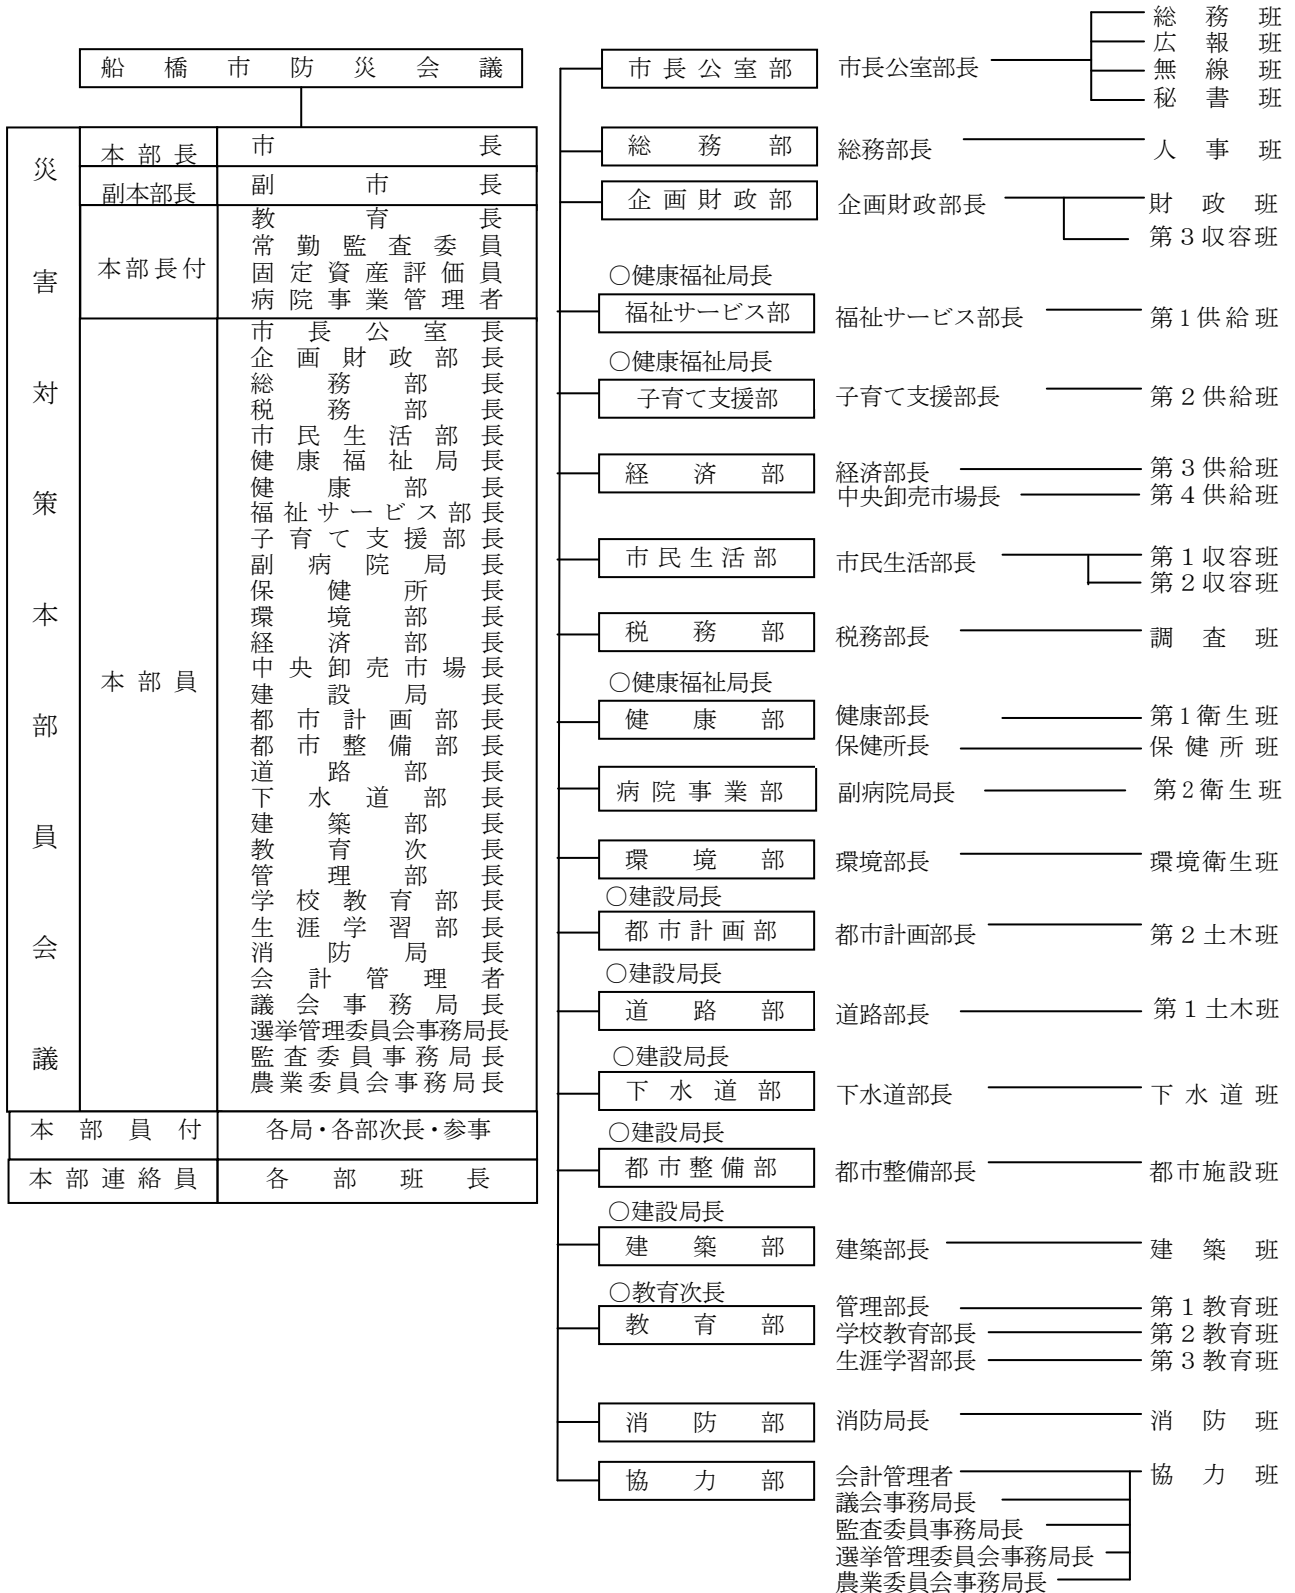 船橋市防災会議
災害対策本部員会議
本部長 市長
副本部長 副市長
本部長付 教育長
常勤監査委員
固定資産評価員
病院事業管理者
本部員 市長公室長
企画財政部長
総務部長
税務部長
市民生活部長
健康福祉局長
健康部長
福祉サービス部長
子育て支援部長
副病院局長
保健所長
環境部長
経済部長
中央卸売市場長
建設局長
都市計画部長
都市整備部長
道路部長
下水道部長
建築部長
教育次長
管理部長
学校教育部長
生涯学習部長
消防局長
会計管理者
議会事務局長
選挙管理委員会事務局長
監査委員事務局長
農業委員会事務局長
本部員付 各局・各部次長・参事
本部連絡員 各部班長
市長公室部 市長公室部長 総務班
広報班
無線班
秘書班
総務部 総務部長 人事班
企画財政部 企画財政部長 財政班
第3収容班
○健康福祉局長
福祉サービス部 福祉サービス部長 第1供給班
○健康福祉局長
子育て支援部 子育て支援部長 第2供給班
経済部 経済部長 第3供給班
中央卸売市場長 第4供給班
市民生活部 市民生活部長 第1収容班
第2収容班
税務部 税務部長 調査班
○健康福祉局長
健康部 健康部長 第1衛生班
保健所長 保健所班
病院事業部 副病院局長 第2衛生班
環境部 環境部長 環境衛生班
○建設局長
都市計画部 都市計画部長 第2土木班
○建設局長
道路部 道路部長 第1土木班
○建設局長
下水道部 下水道部長 下水道班
○建設局長
都市整備部 都市整備部長 都市施設班
○建設局長
建築部 建築部長 建築班
○教育次長
教育部 管理部長 第1教育班
学校教育部長 第2教育班
生涯学習部長 第3教育班
消防部 消防局長 消防班
協力部 会計管理者 協力班
議会事務局長
監査委員事務局長
選挙管理委員会事務局長
農業委員会事務局長